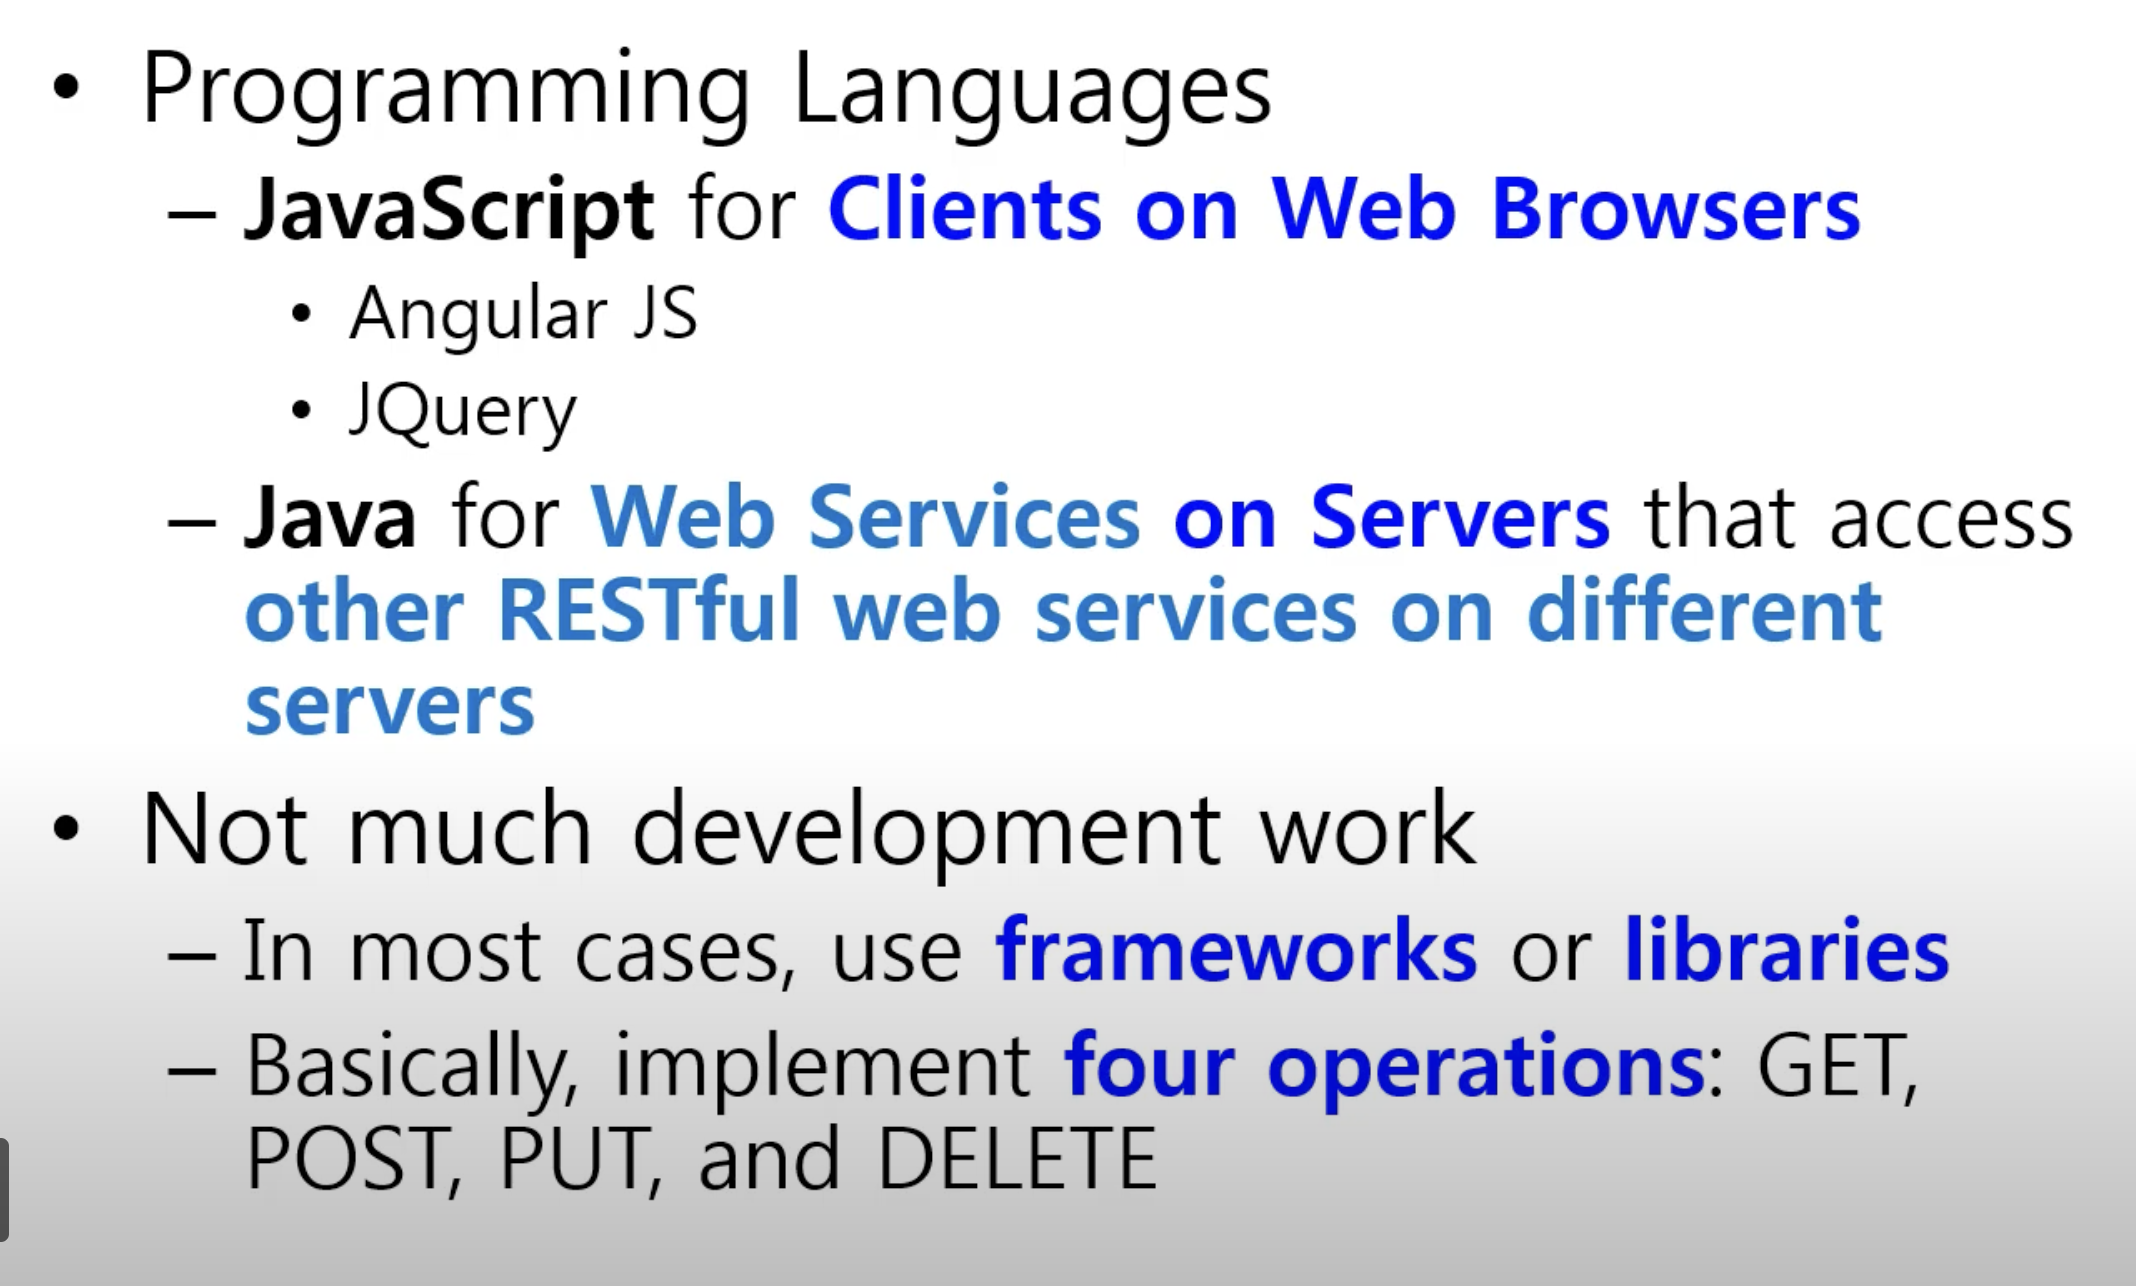 • Programming Languages
– JavaScript for Clients on Web Browsers
• Angular JS
• JQuery
– Java for Web Services on Servers that access
other RESTful web services on different
servers
• Not much development work
– In most cases, use frameworks or libraries
– Basically, implement four operations: GET,
POST, PUT, and DELETE